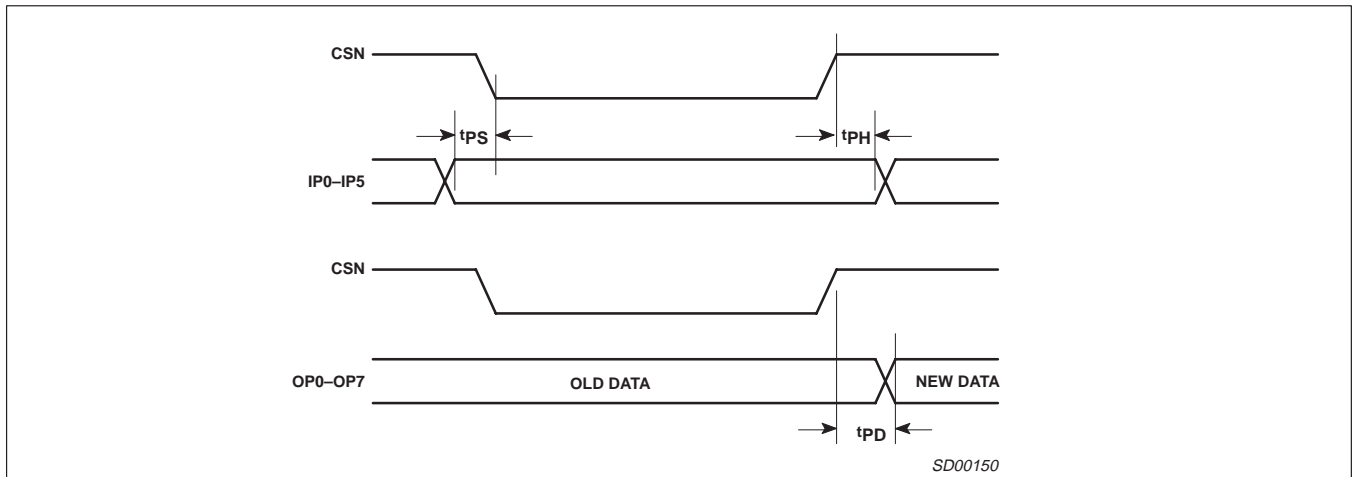 CSN
tPS
tPH
IP0–IP5
CSN
OP0–OP7
OLD DATA
NEW DATA
tPD
SD00150